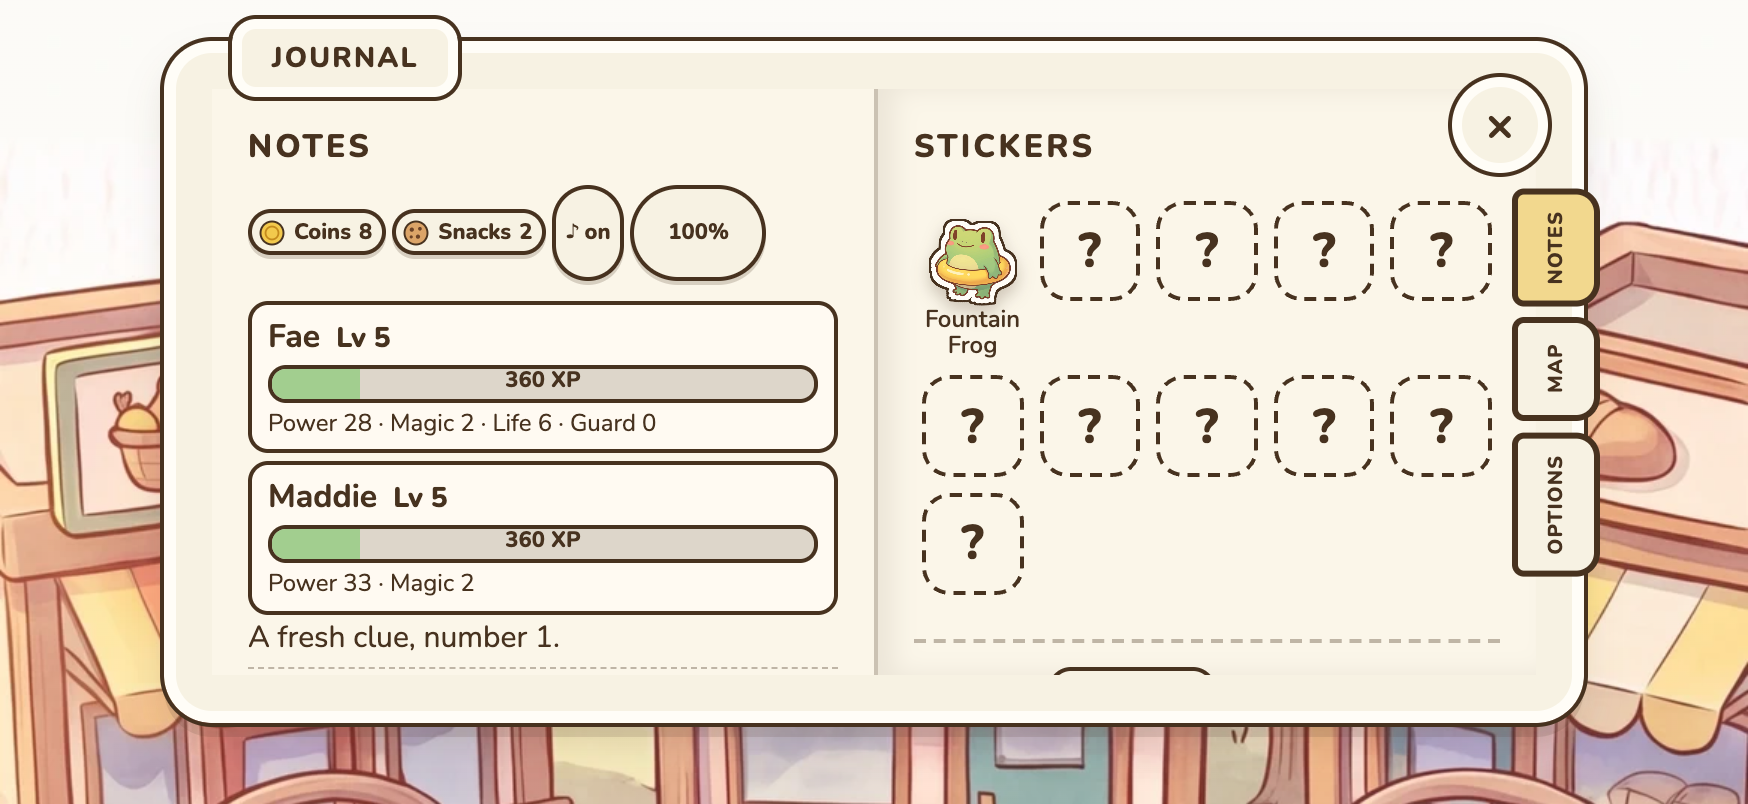 JOURNAL
NOTES
Coins 8
Snacks 2
♪ on
100%
Fae Lv 5
360 XP
Power 28 · Magic 2 · Life 6 · Guard 0
Maddie Lv 5
360 XP
Power 33 · Magic 2
A fresh clue, number 1.
STICKERS
? ? ? ?
Fountain
Frog
? ? ? ? ?
?
NOTES
MAP
OPTIONS